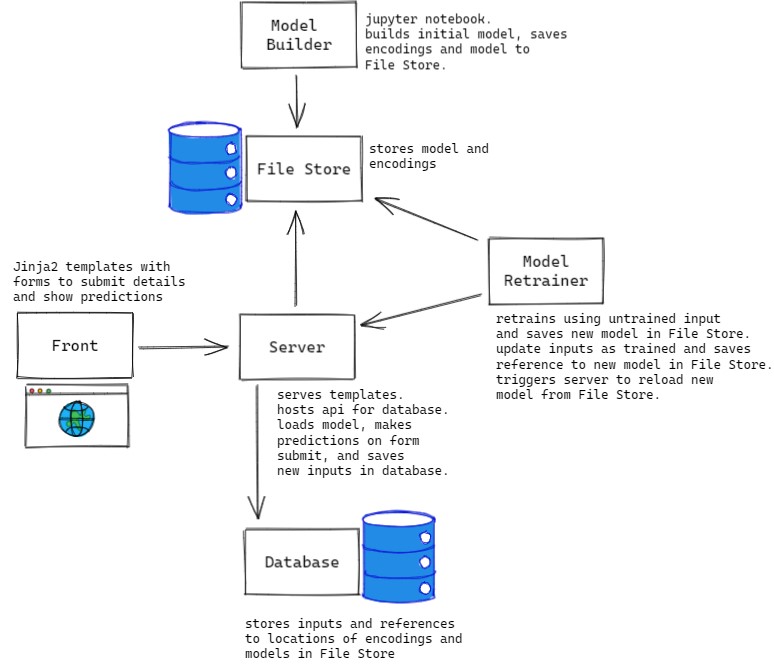 Model
Builder
jupyter notebook.
builds initial model, saves
encodings and model to
File Store.
File Store
stores model and
encodings
Model
Retrainer
retrains using untrained input
and saves new model in File Store.
update inputs as trained and saves
reference to new model in File Store.
triggers server to reload new
model from File Store.
Jinja2 templates with
forms to submit details
and show predictions
Front
Server
serves templates.
hosts api for database.
loads model, makes
predictions on form
submit, and saves
new inputs in database.
Database
stores inputs and references
to locations of encodings and
models in File Store